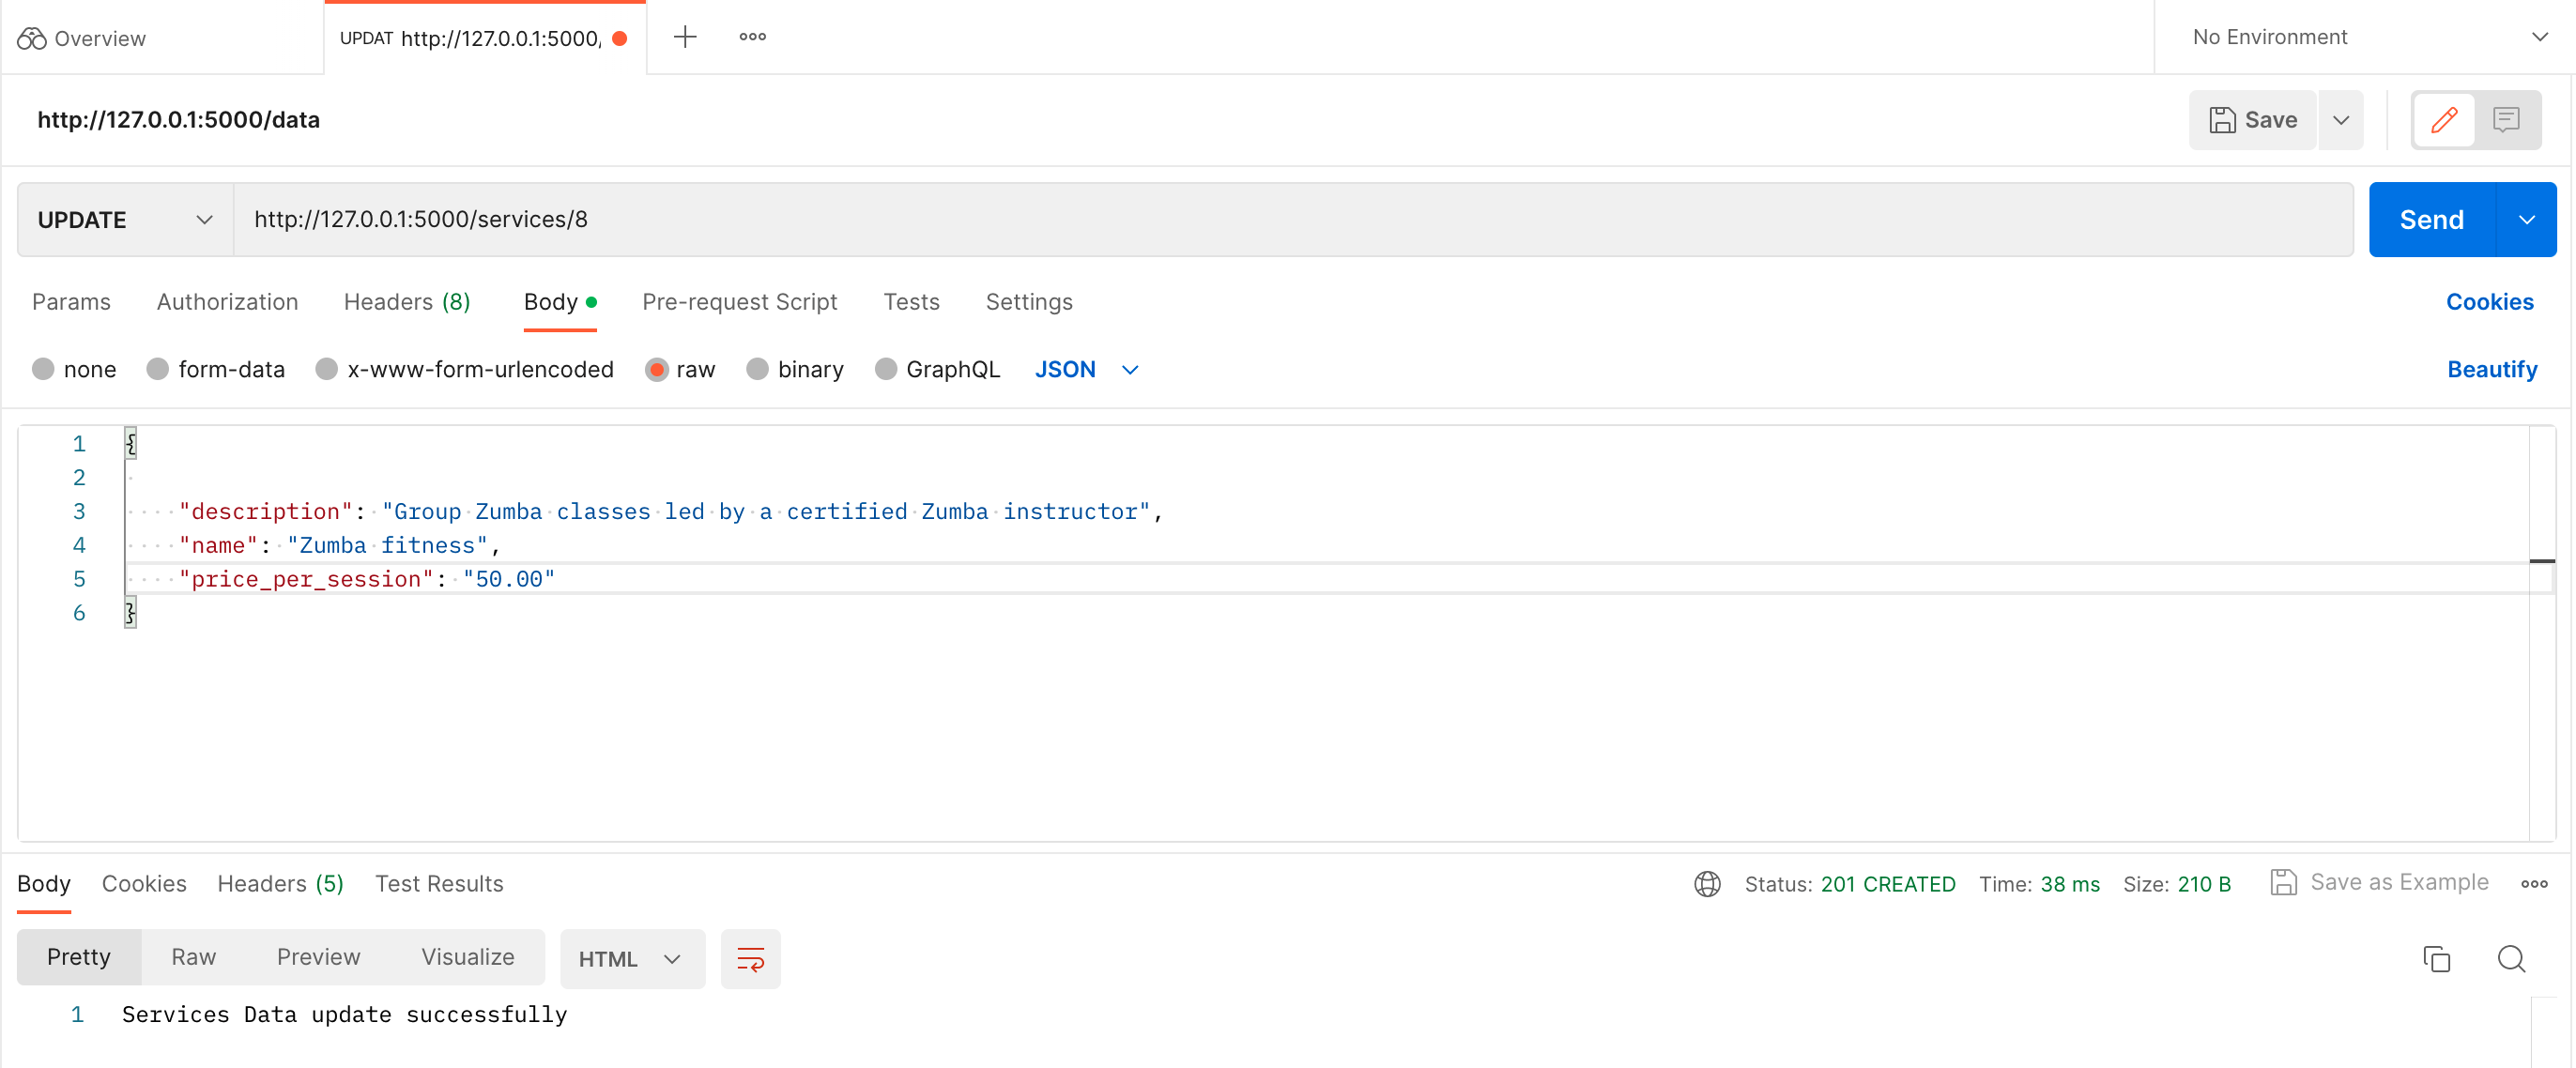 Overview
UPDAT http://127.0.0.1:5000,
No Environment
http://127.0.0.1:5000/data
Save
UPDATE http://127.0.0.1:5000/services/8 Send
Params Authorization Headers (8) Body Pre-request Script Tests Settings Cookies
none form-data x-www-form-urlencoded raw binary GraphQL JSON Beautify
1 {
2
3 "description": "Group Zumba classes led by a certified Zumba instructor",
4 "name": "Zumba fitness",
5 "price_per_session": "50.00"
6 }
Body Cookies Headers (5) Test Results Status: 201 CREATED Time: 38 ms Size: 210 B Save as Example
Pretty Raw Preview Visualize HTML
1 Services Data update successfully